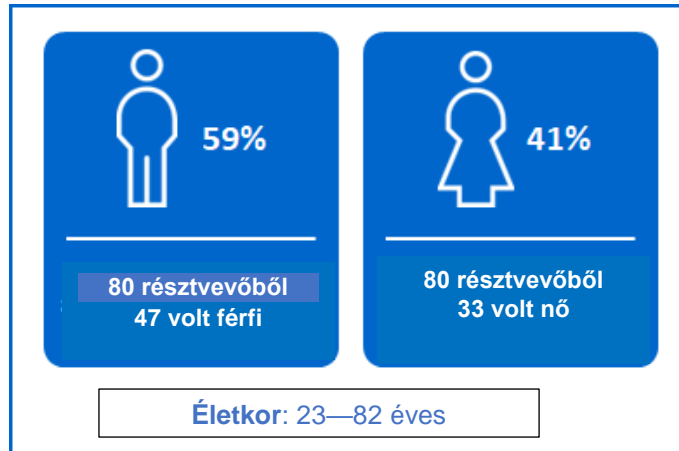 59%
80 résztvevőből
47 volt férfi
41%
80 résztvevőből
33 volt nő
Életkor: 23—82 éves